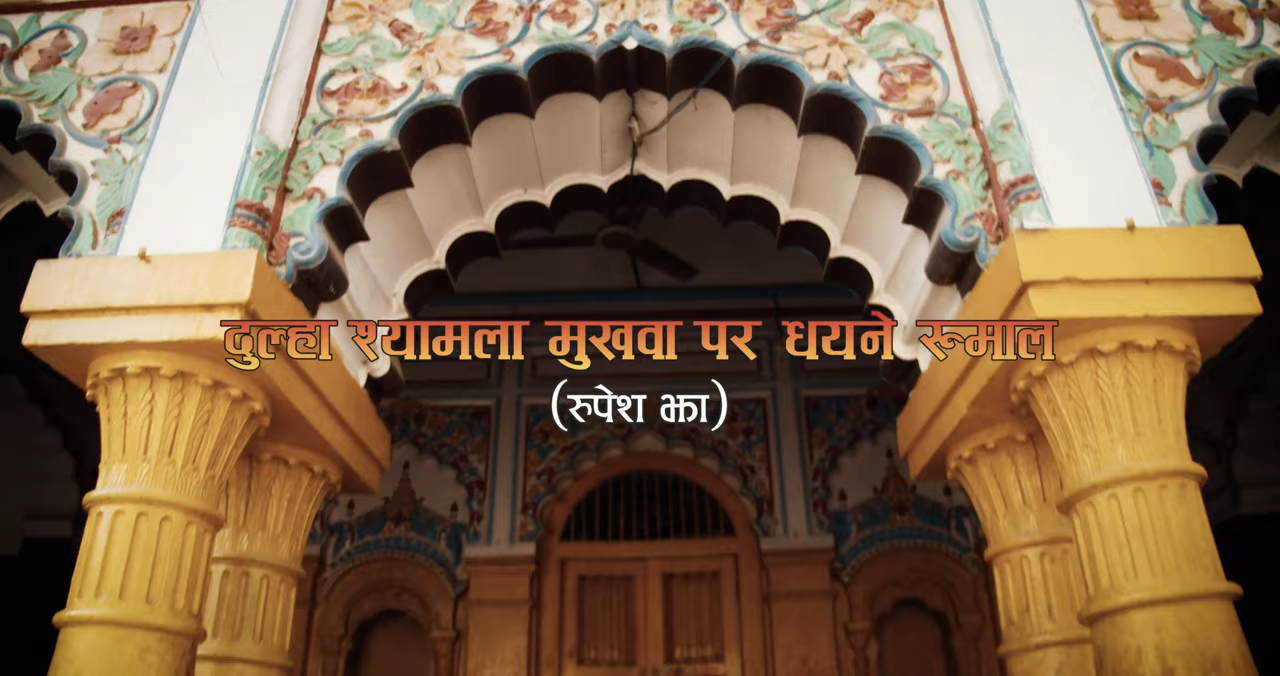 दुल्हा श्यामला मुखवा पर धयने रूमाल
(रुपेश झा)